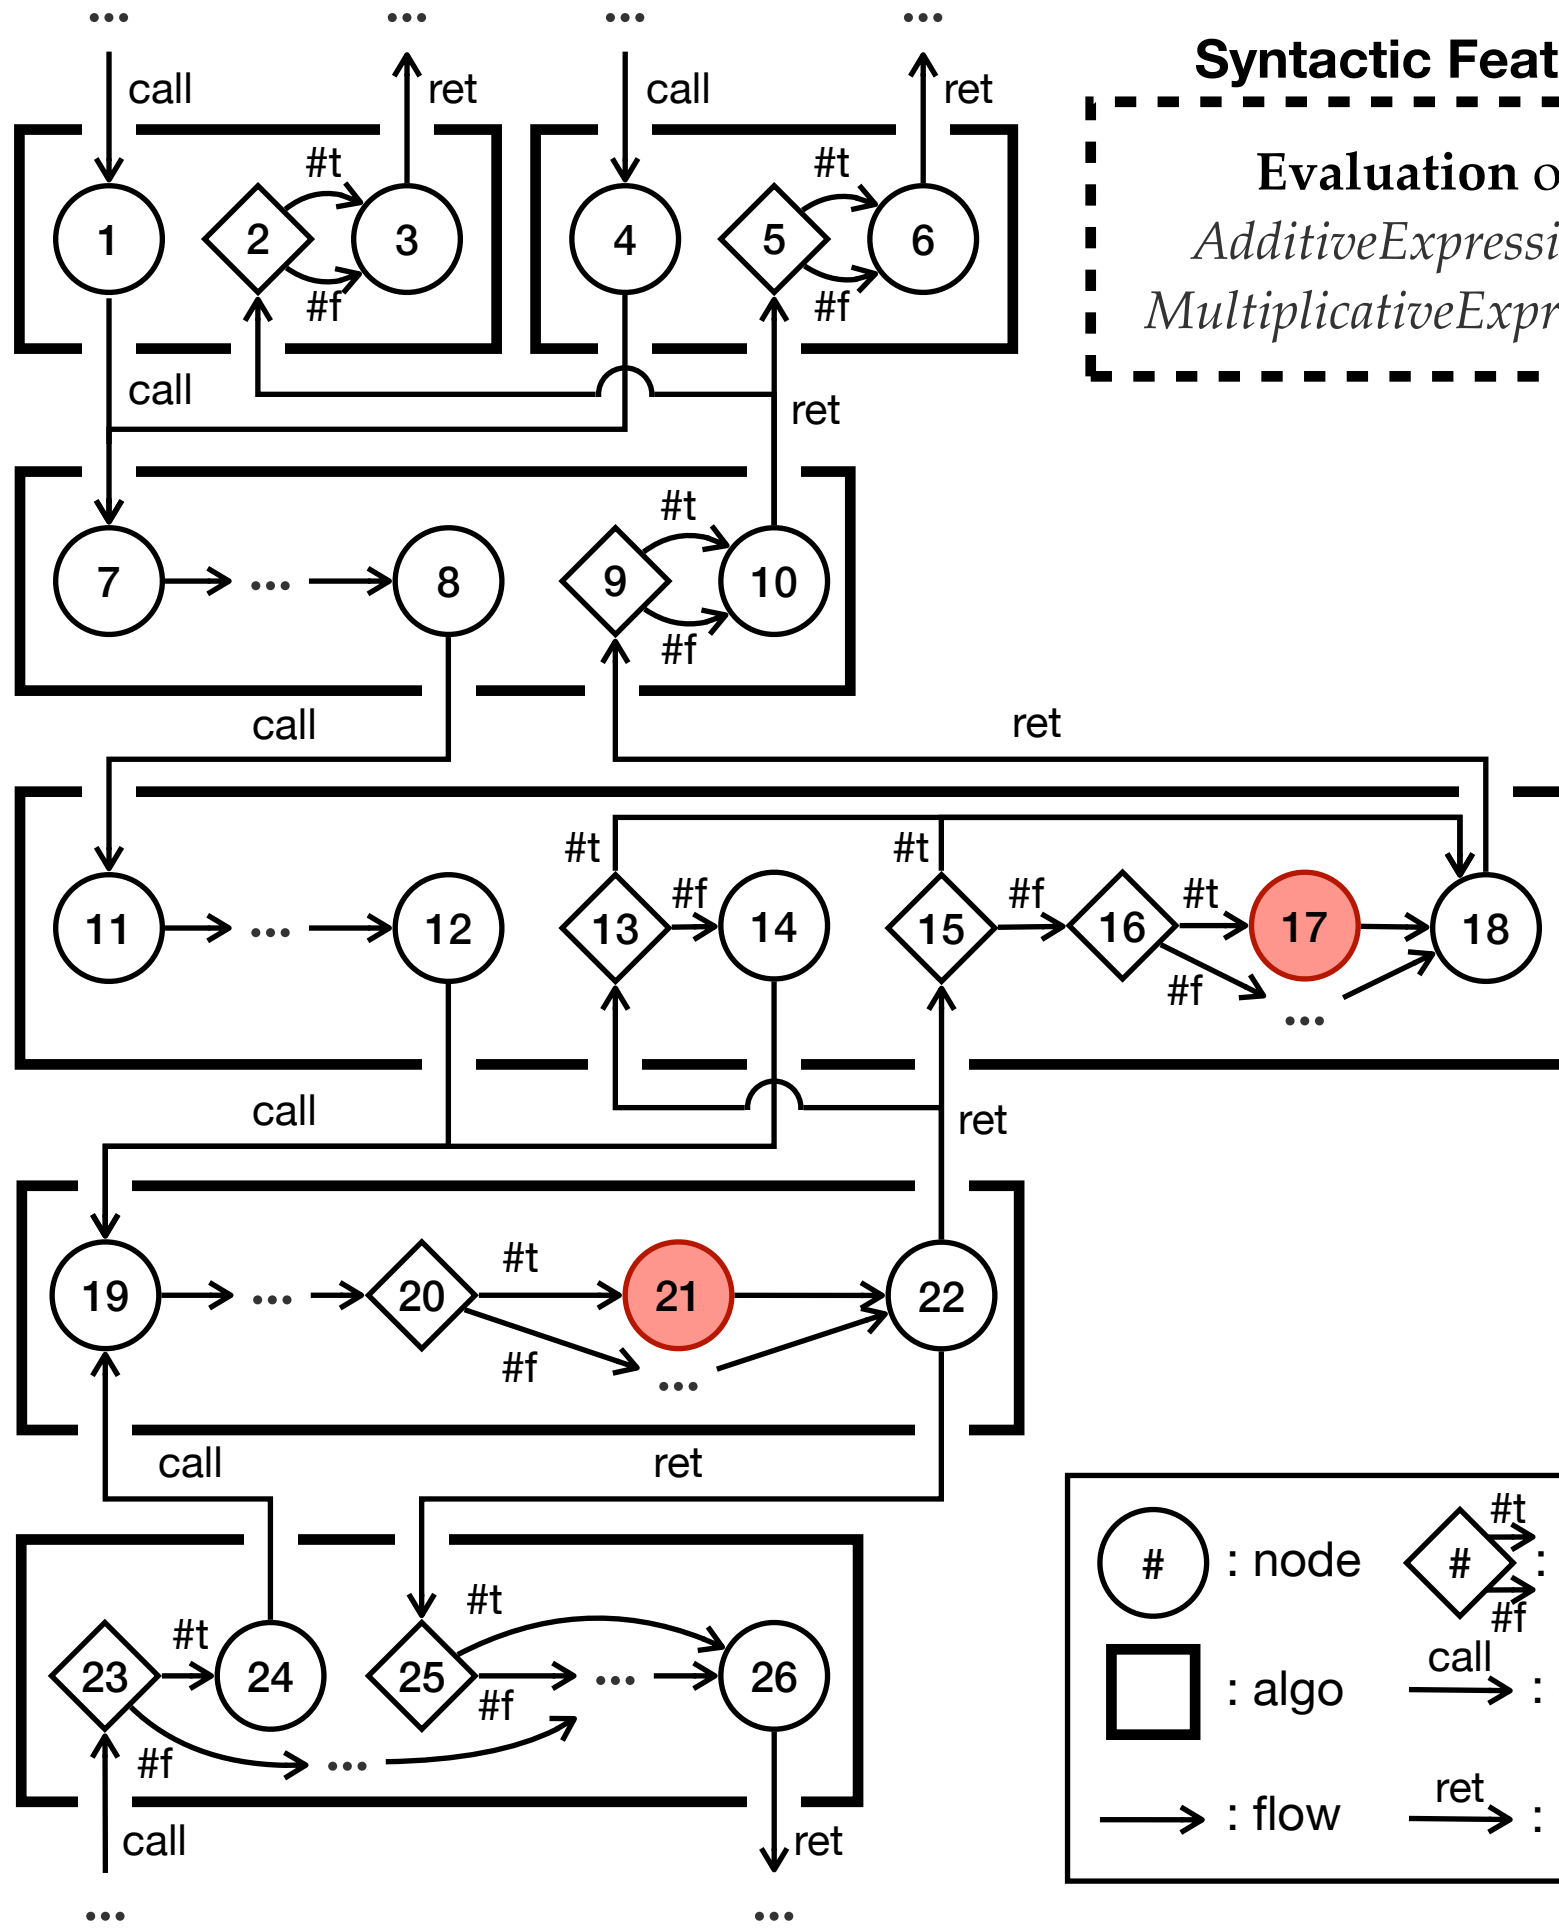 ... ... ... ...
Syntactic Feat
call ret call ret
Evaluation o
AdditiveExpressi
MultiplicativeExpr
#t #t
1 2 3 4 5 6
#f #f
call ret
#t
7 ... 8 9 10
#f
call ret
#t #f #t #f #t
11 ... 12 13 14 15 16 17 18
#f
...
call ret
#t
19 ... 20 21 22
#f
...
call ret
#t #t
23 24 25 ... 26
#f
#f ...
call ret
... ...
#t
# : node # :
#f
call
: algo :
ret
: flow :